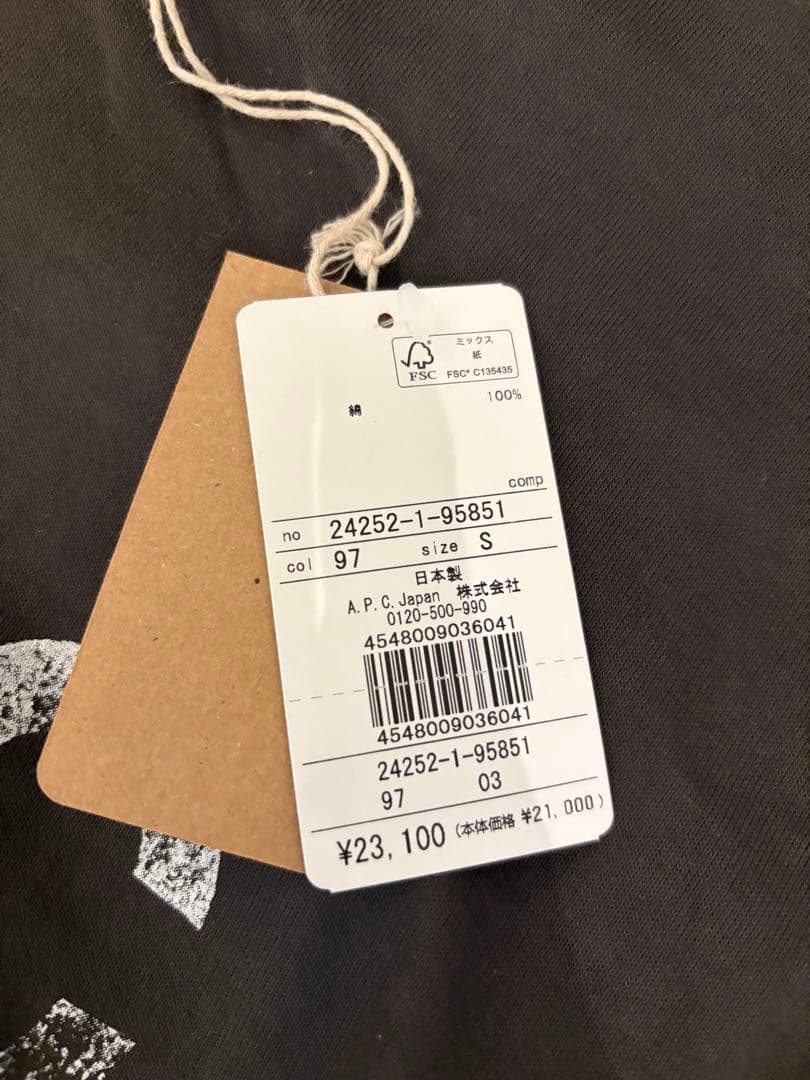 ミックス
紙
FSC® C135435
FSC
綿 100%
comp
no 24252-1-95851
col 97 size S
日本製
A.P.C.Japan 株式会社
0120-500-990
4548009036041
4548009036041
24252-1-95851
97 03
¥23,100 (本体価格 ¥21,000)